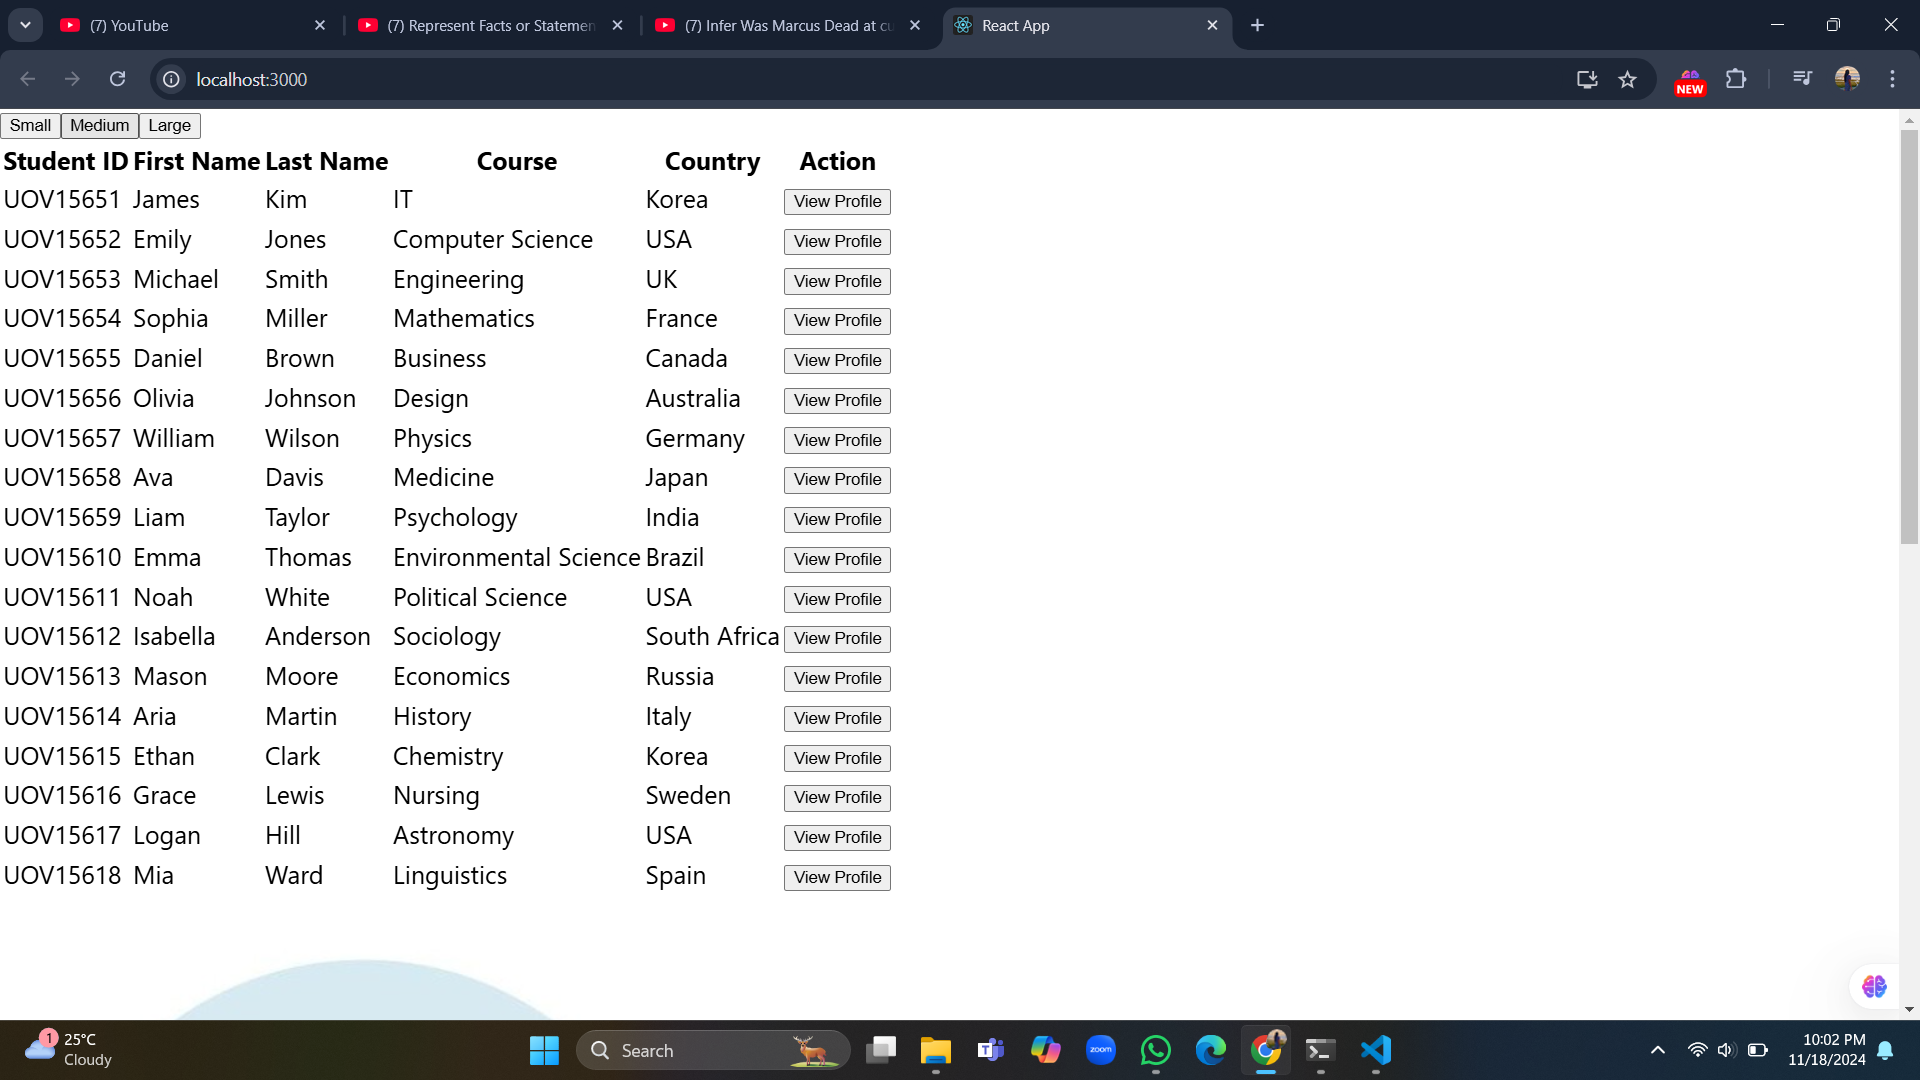 (7) YouTube
(7) Represent Facts or Statemen
(7) Infer Was Marcus Dead at cu
React App
localhost:3000
NEW
Small Medium Large
Student ID First Name Last Name Course Country Action
UOV15651 James Kim IT Korea View Profile
UOV15652 Emily Jones Computer Science USA View Profile
UOV15653 Michael Smith Engineering UK View Profile
UOV15654 Sophia Miller Mathematics France View Profile
UOV15655 Daniel Brown Business Canada View Profile
UOV15656 Olivia Johnson Design Australia View Profile
UOV15657 William Wilson Physics Germany View Profile
UOV15658 Ava Davis Medicine Japan View Profile
UOV15659 Liam Taylor Psychology India View Profile
UOV15610 Emma Thomas Environmental Science Brazil View Profile
UOV15611 Noah White Political Science USA View Profile
UOV15612 Isabella Anderson Sociology South Africa View Profile
UOV15613 Mason Moore Economics Russia View Profile
UOV15614 Aria Martin History Italy View Profile
UOV15615 Ethan Clark Chemistry Korea View Profile
UOV15616 Grace Lewis Nursing Sweden View Profile
UOV15617 Logan Hill Astronomy USA View Profile
UOV15618 Mia Ward Linguistics Spain View Profile
1
25°C
Cloudy
Search
zoom
10:02 PM
11/18/2024